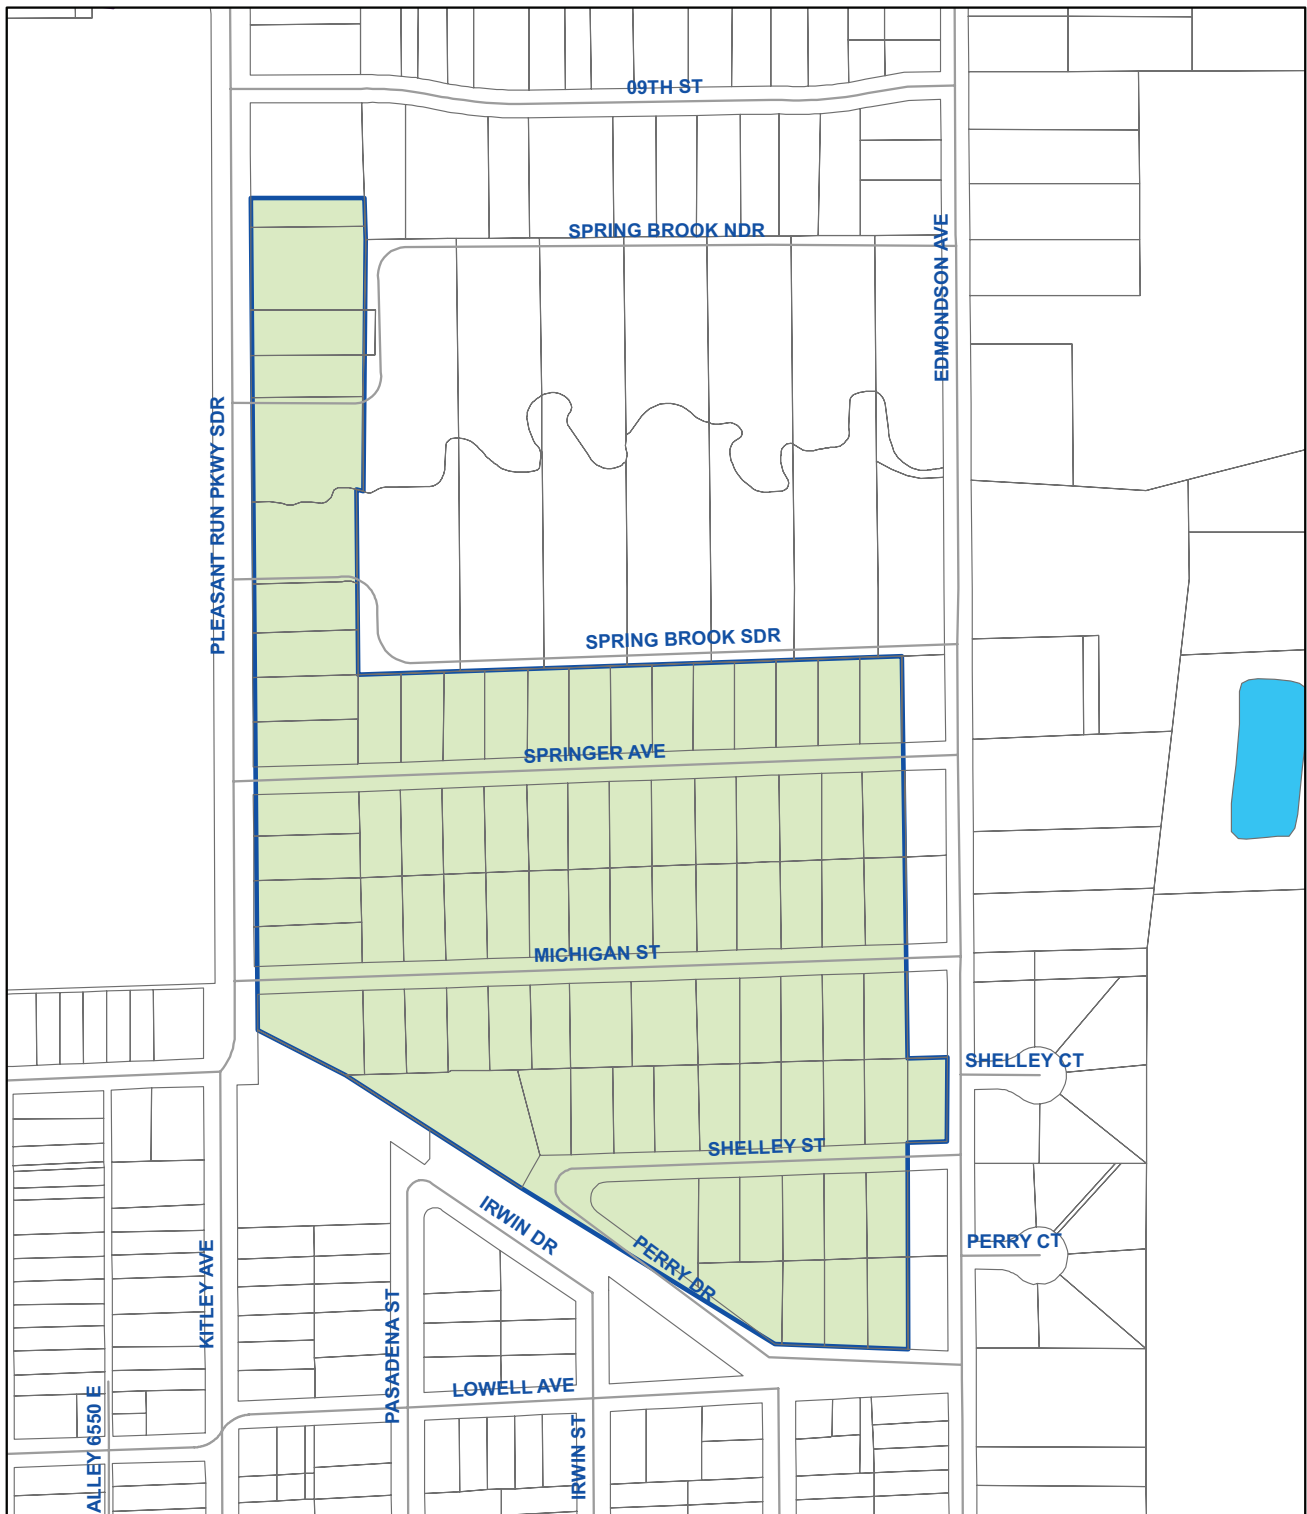 09TH ST
SPRING BROOK NDR
EDMONDSON AVE
PLEASANT RUN PKWY SDR
SPRING BROOK SDR
SPRINGER AVE
MICHIGAN ST
SHELLEY CT
SHELLEY ST
IRWIN DR
PERRY DR
PERRY CT
KITLEY AVE
PASADENA ST
LOWELL AVE
ALLEY 6550 E
IRWIN ST